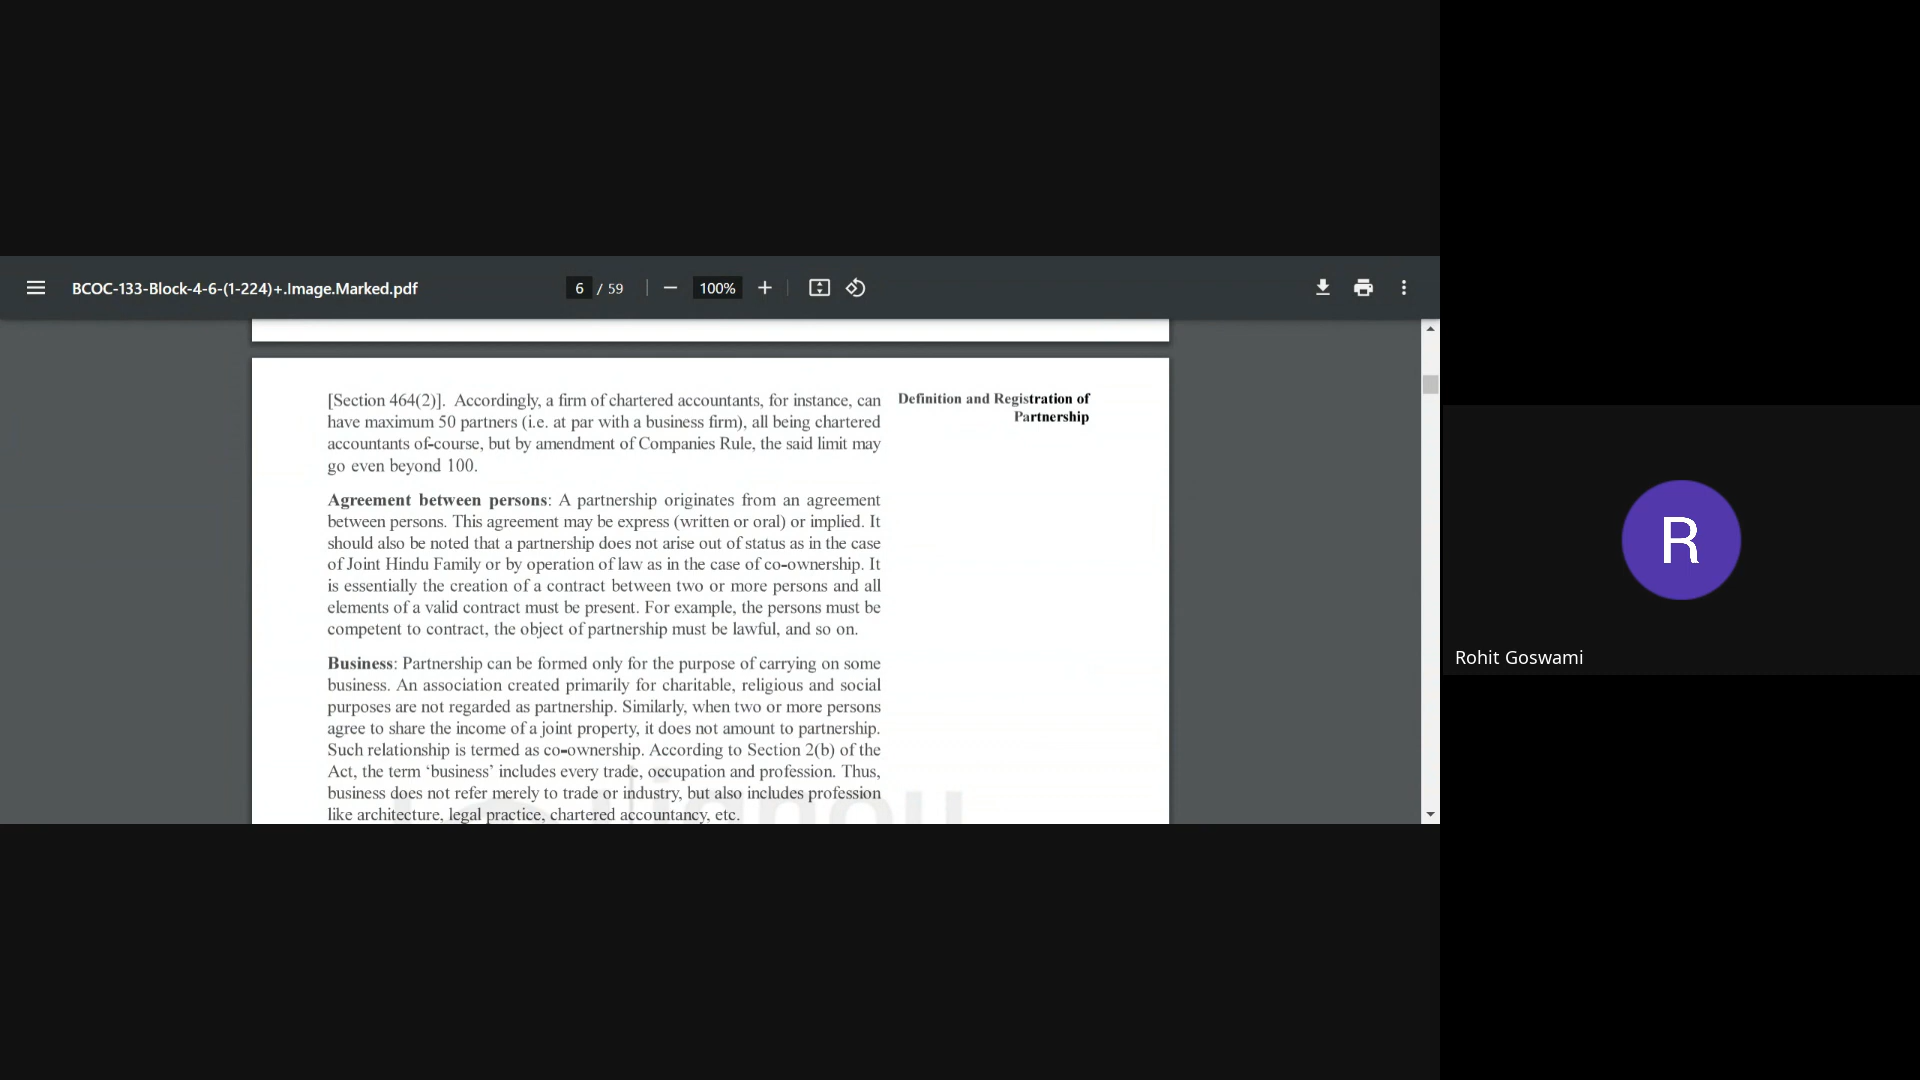 BCOC-133-Block-4-6-(1-224)+.Image.Marked.pdf
6 / 59
100%
[Section 464(2)]. Accordingly, a firm of chartered accountants, for instance, can
have maximum 50 partners (i.e. at par with a business firm), all being chartered
accountants of-course, but by amendment of Companies Rule, the said limit may
go even beyond 100.
Definition and Registration of
Partnership
Agreement between persons: A partnership originates from an agreement
between persons. This agreement may be express (written or oral) or implied. It
should also be noted that a partnership does not arise out of status as in the case
of Joint Hindu Family or by operation of law as in the case of co-ownership. It
is essentially the creation of a contract between two or more persons and all
elements of a valid contract must be present. For example, the persons must be
competent to contract, the object of partnership must be lawful, and so on.
Business: Partnership can be formed only for the purpose of carrying on some
business. An association created primarily for charitable, religious and social
purposes are not regarded as partnership. Similarly, when two or more persons
agree to share the income of a joint property, it does not amount to partnership.
Such relationship is termed as co-ownership. According to Section 2(b) of the
Act, the term ‘business’ includes every trade, occupation and profession. Thus,
business does not refer merely to trade or industry, but also includes profession
like architecture, legal practice, chartered accountancy, etc.
R
Rohit Goswami